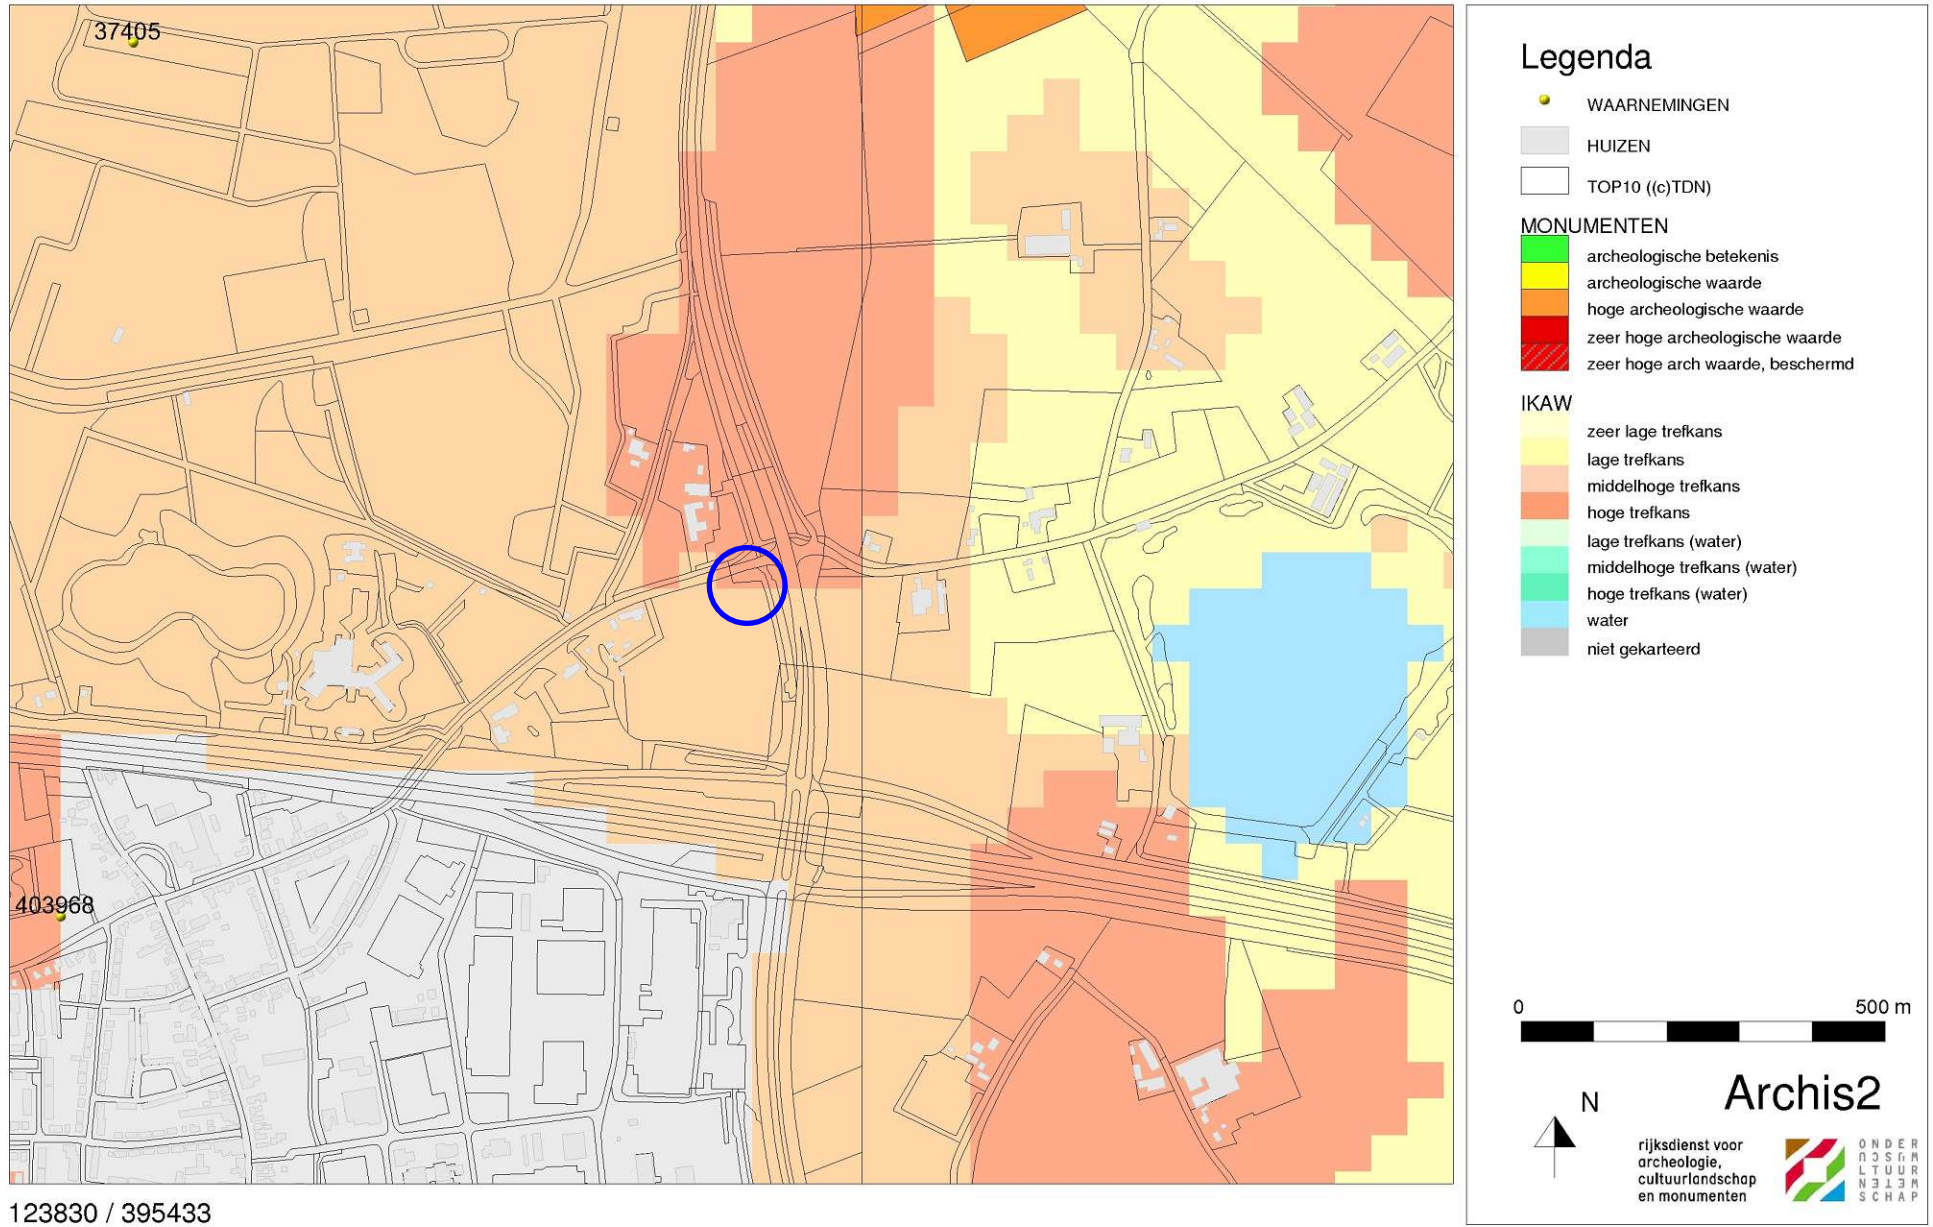 37405
403968
123830 / 395433
Legenda
WAARNEMINGEN
HUIZEN
TOP10 ((c)TDN)
MONUMENTEN
archeologische betekenis
archeologische waarde
hoge archeologische waarde
zeer hoge archeologische waarde
zeer hoge arch waarde, beschermd
IKAW
zeer lage trefkans
lage trefkans
middelhoge trefkans
hoge trefkans
lage trefkans (water)
middelhoge trefkans (water)
hoge trefkans (water)
water
niet gekarteerd
0 500 m
N
Archis2
rijksdienst voor
archeologie,
cultuurlandschap
en monumenten
ONDER
SCHAP